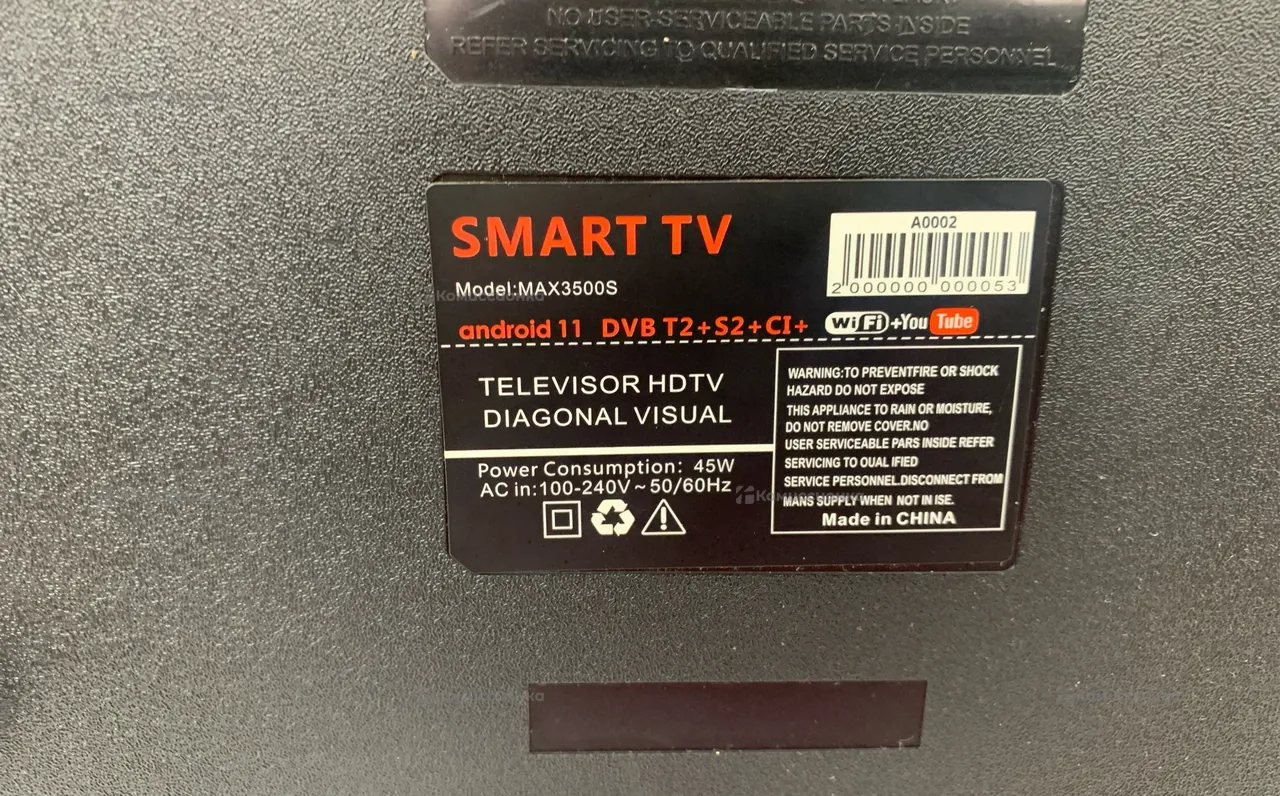 NO USER-SERVICEABLE PARTS INSIDE
REFER SERVICING TO QUALIFIED SERVICE PERSONNEL
SMART TV
A0002
2 000000 000053
Model:MAX3500S
Комиссионка
android 11 DVB T2+S2+CI+ WiFi+You Tube
TELEVISOR HDTV
DIAGONAL VISUAL
Power Consumption: 45W
AC in:100-240V~50/60Hz
WARNING:TO PREVENTFIRE OR SHOCK
HAZARD DO NOT EXPOSE
THIS APPLIANCE TO RAIN OR MOISTURE,
DO NOT REMOVE COVER.NO
USER SERVICEABLE PARS INSIDE REFER
SERVICING TO OUAL IFIED
SERVICE PERSONNEL.DISCONNECT FROM
MANS SUPPLY WHEN NOT IN ISE.
Комиссионка
Made in CHINA